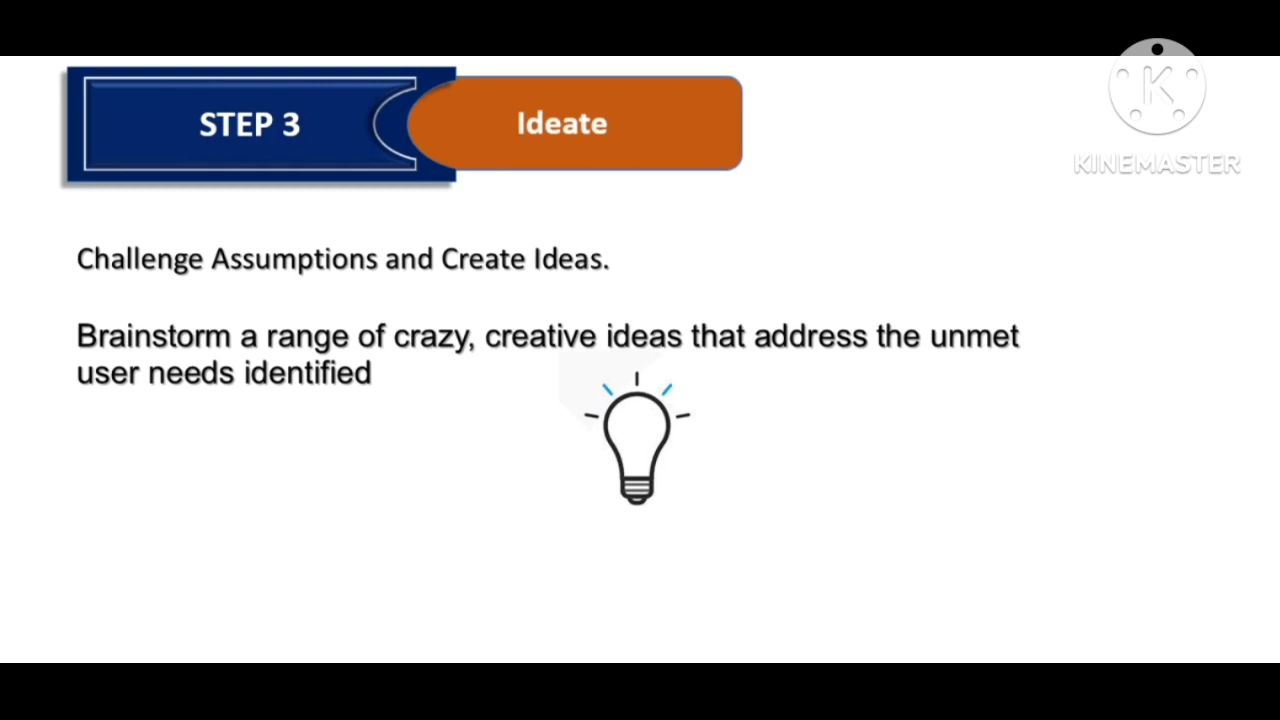 STEP 3
Ideate
K
KINEMASTER
Challenge Assumptions and Create Ideas.
Brainstorm a range of crazy, creative ideas that address the unmet
user needs identified